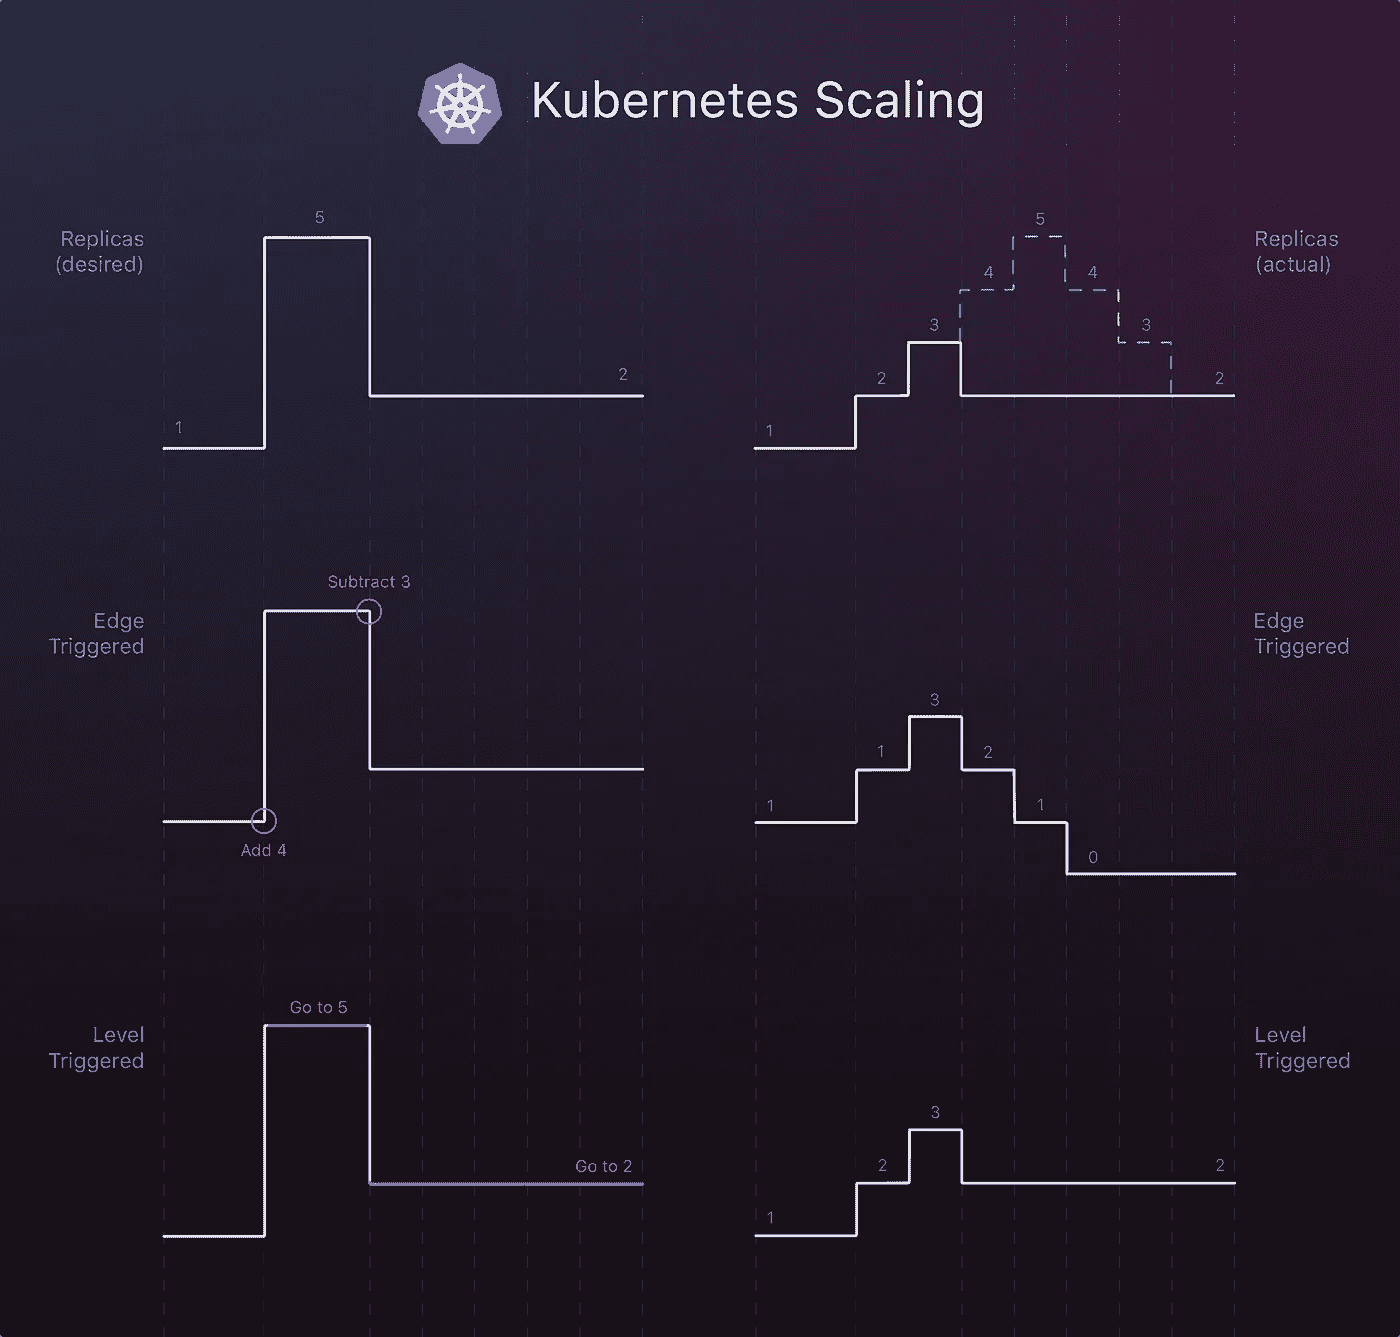 Kubernetes Scaling
Replicas
(desired)
1
5
2
1
2
3
4
5
4
3
2
Replicas
(actual)
Edge
Triggered
Subtract 3
Add 4
1
1
3
2
1
0
Edge
Triggered
Level
Triggered
Go to 5
Go to 2
1
2
3
2
Level
Triggered